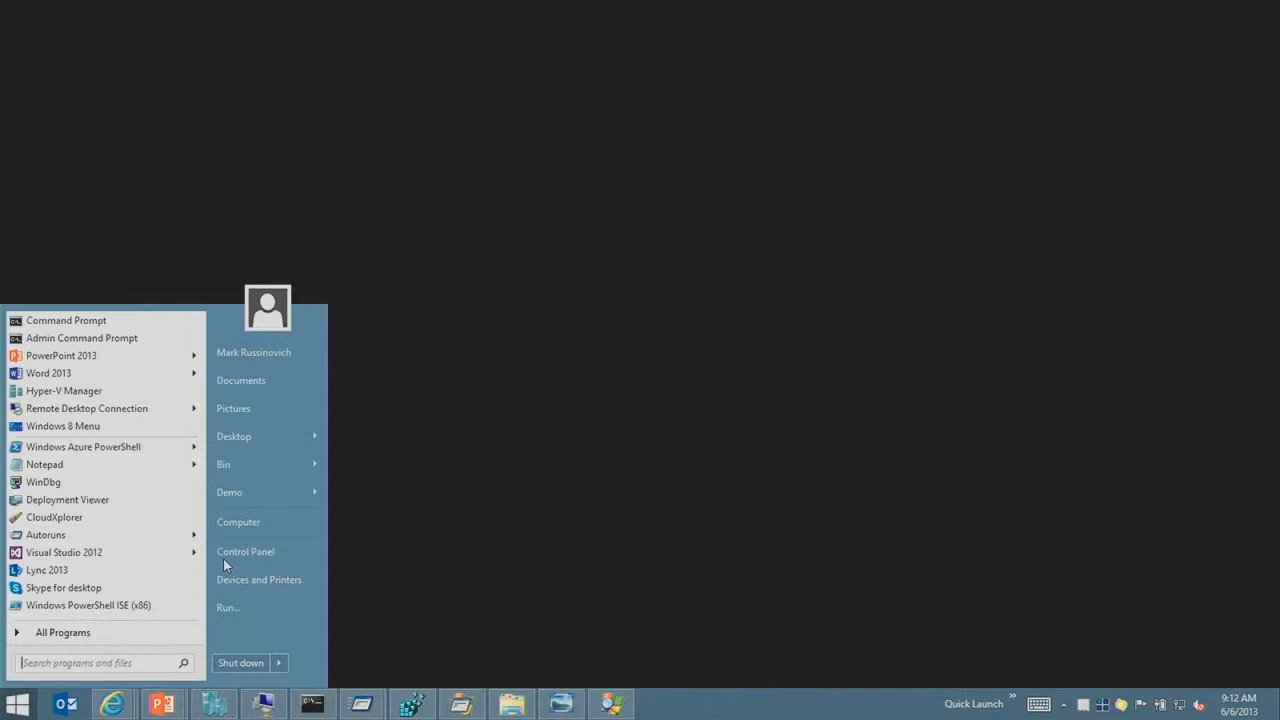 Command Prompt
Admin Command Prompt
PowerPoint 2013
Word 2013
Hyper-V Manager
Remote Desktop Connection
Windows 8 Menu
Windows Azure PowerShell
Notepad
WinDbg
Deployment Viewer
CloudXplorer
Autoruns
Visual Studio 2012
Lync 2013
Skype for desktop
Windows PowerShell ISE (x86)
All Programs
Search programs and files
Mark Russinovich
Documents
Pictures
Desktop
Bin
Demo
Computer
Control Panel
Devices and Printers
Run...
Shut down
Quick Launch
9:12 AM
6/6/2013